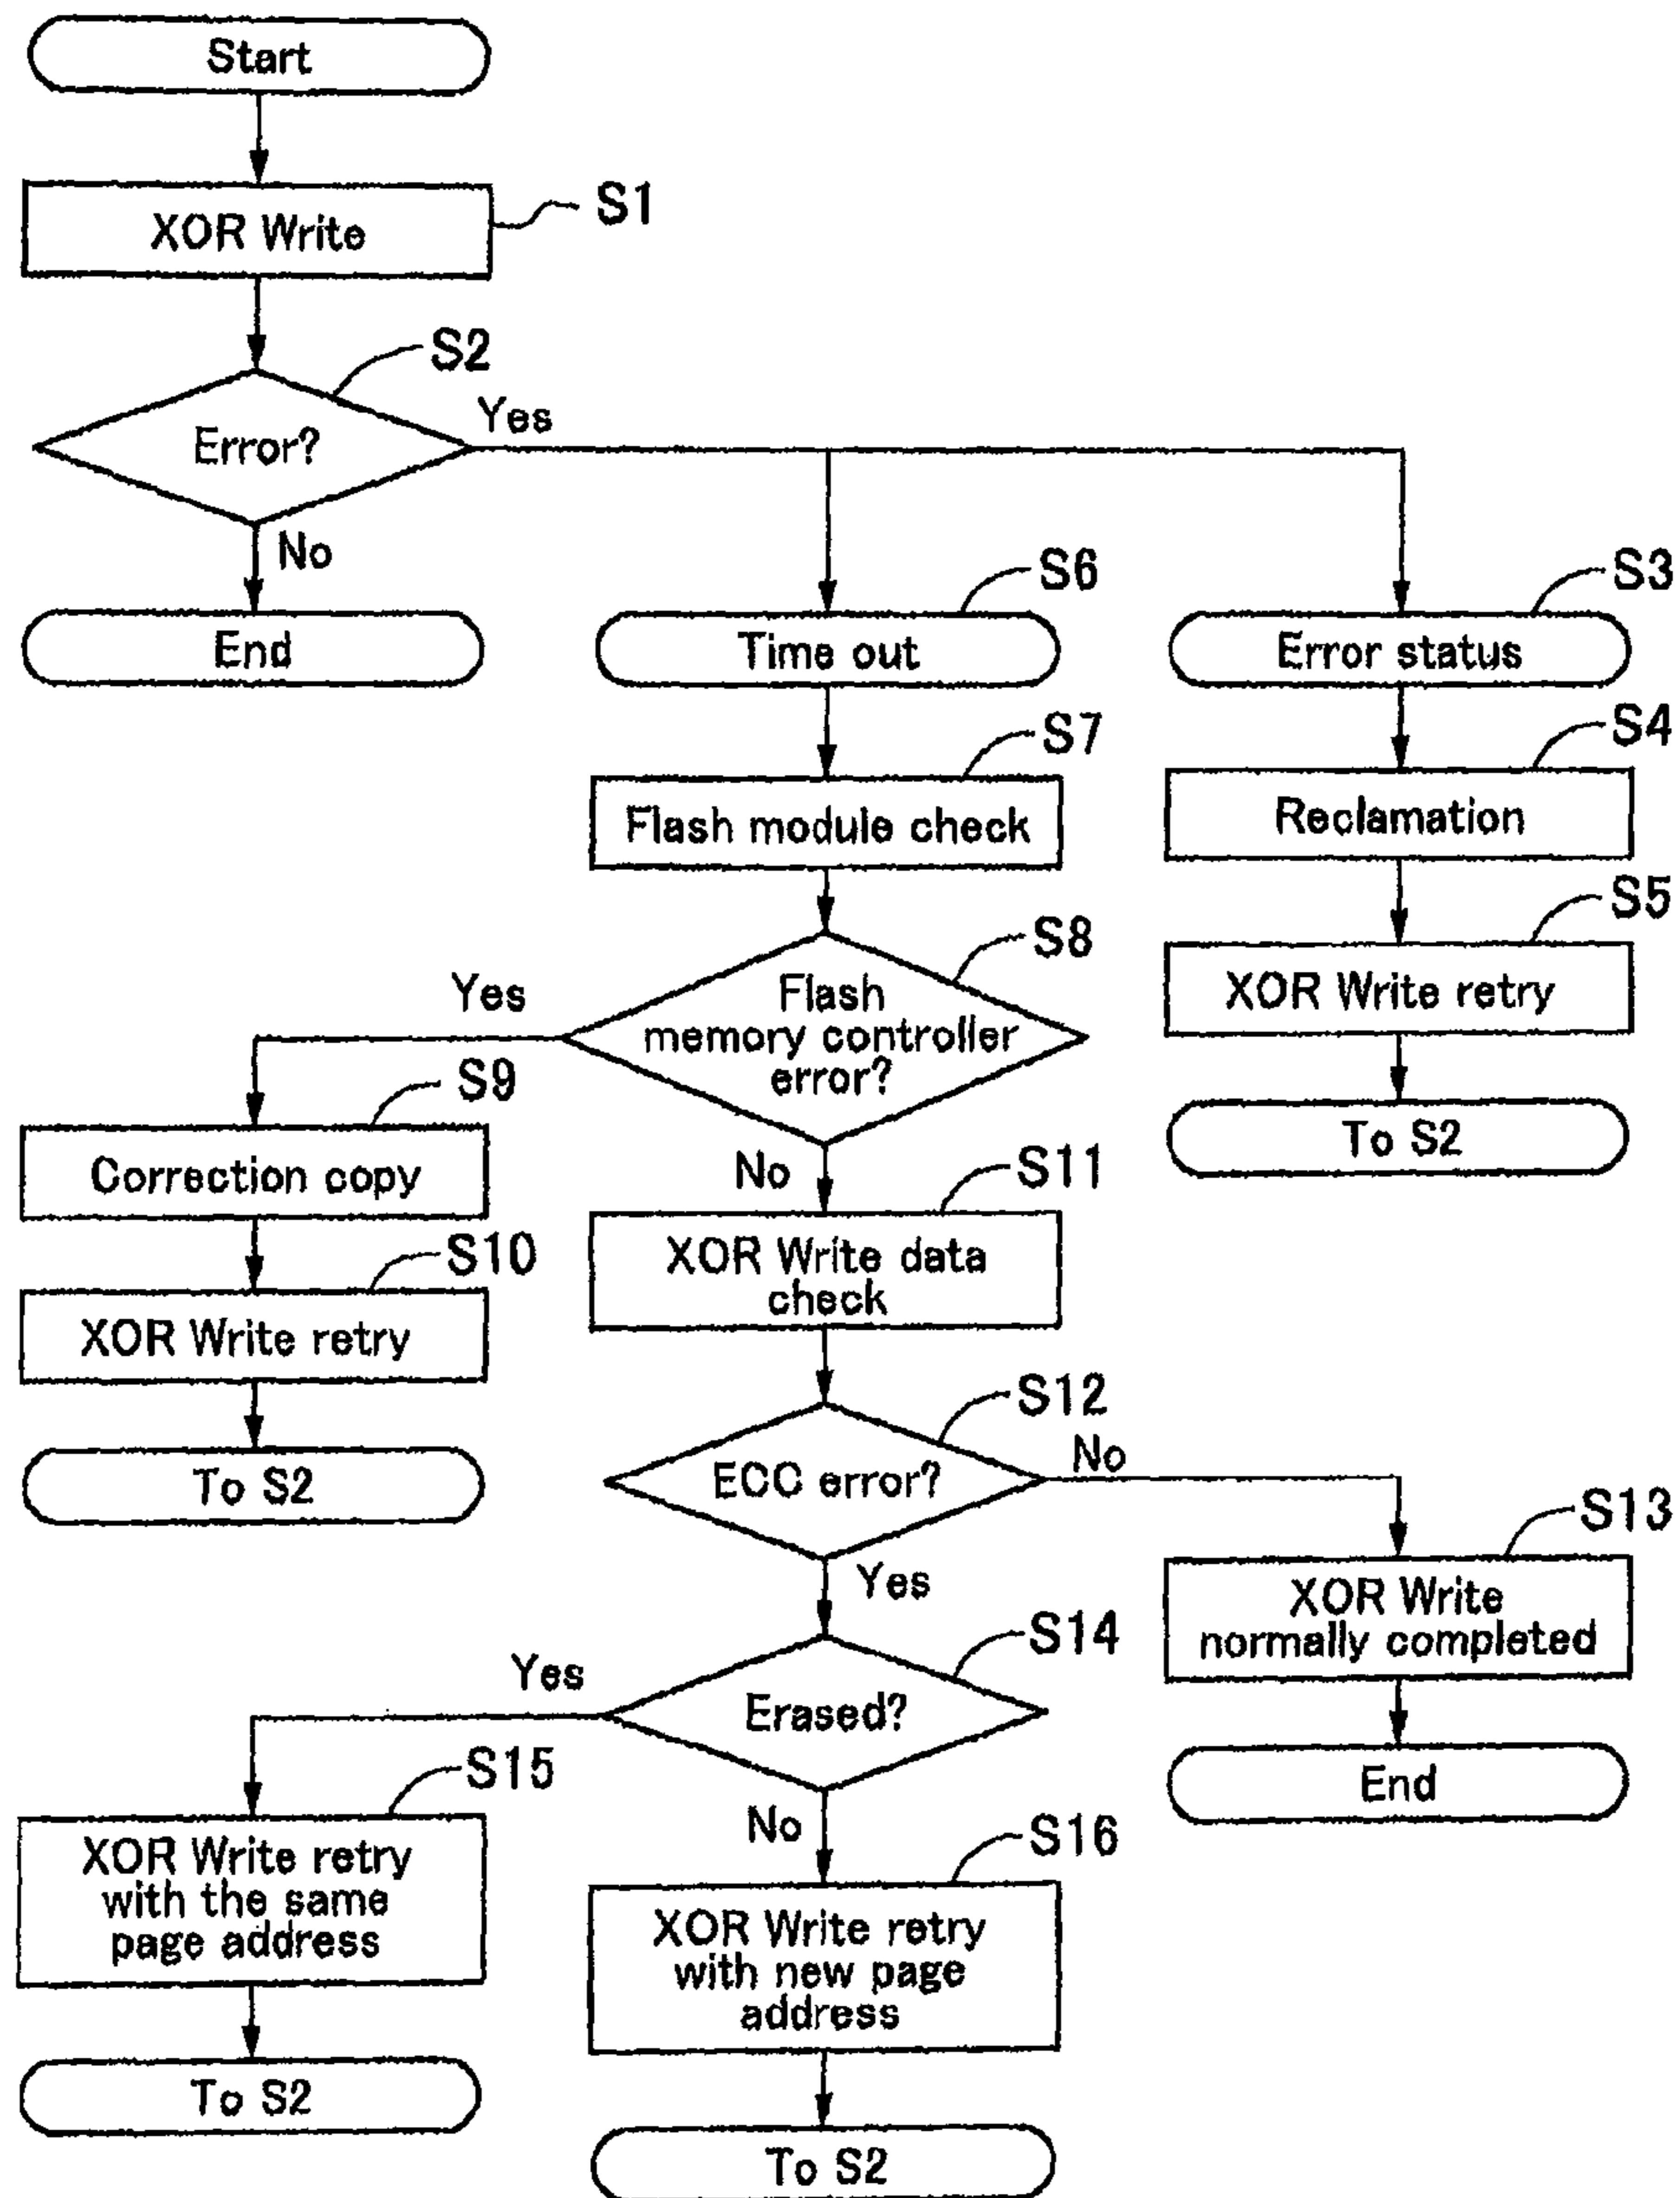 Start
XOR Write
S1
S2
Error?
Yes
No
End
S6
Time out
S3
Error status
S7
Flash module check
S4
Reclamation
S5
XOR Write retry
To S2
S8
Flash
memory controller
error?
Yes
No
S9
Correction copy
S10
XOR Write retry
To S2
S11
XOR Write data
check
S12
ECC error?
No
Yes
S13
XOR Write
normally completed
End
S14
Erased?
Yes
No
S15
XOR Write retry
with the same
page address
To S2
S16
XOR Write retry
with new page
address
To S2